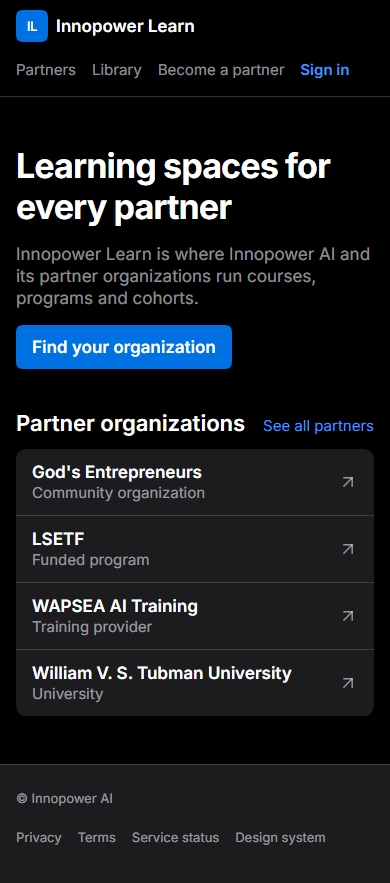 IL Innopower Learn
Partners Library Become a partner Sign in
Learning spaces for
every partner
Innopower Learn is where Innopower AI and
its partner organizations run courses,
programs and cohorts.
Find your organization
Partner organizations See all partners
God's Entrepreneurs
Community organization
LSETF
Funded program
WAPSEA AI Training
Training provider
William V. S. Tubman University
University
© Innopower AI
Privacy Terms Service status Design system